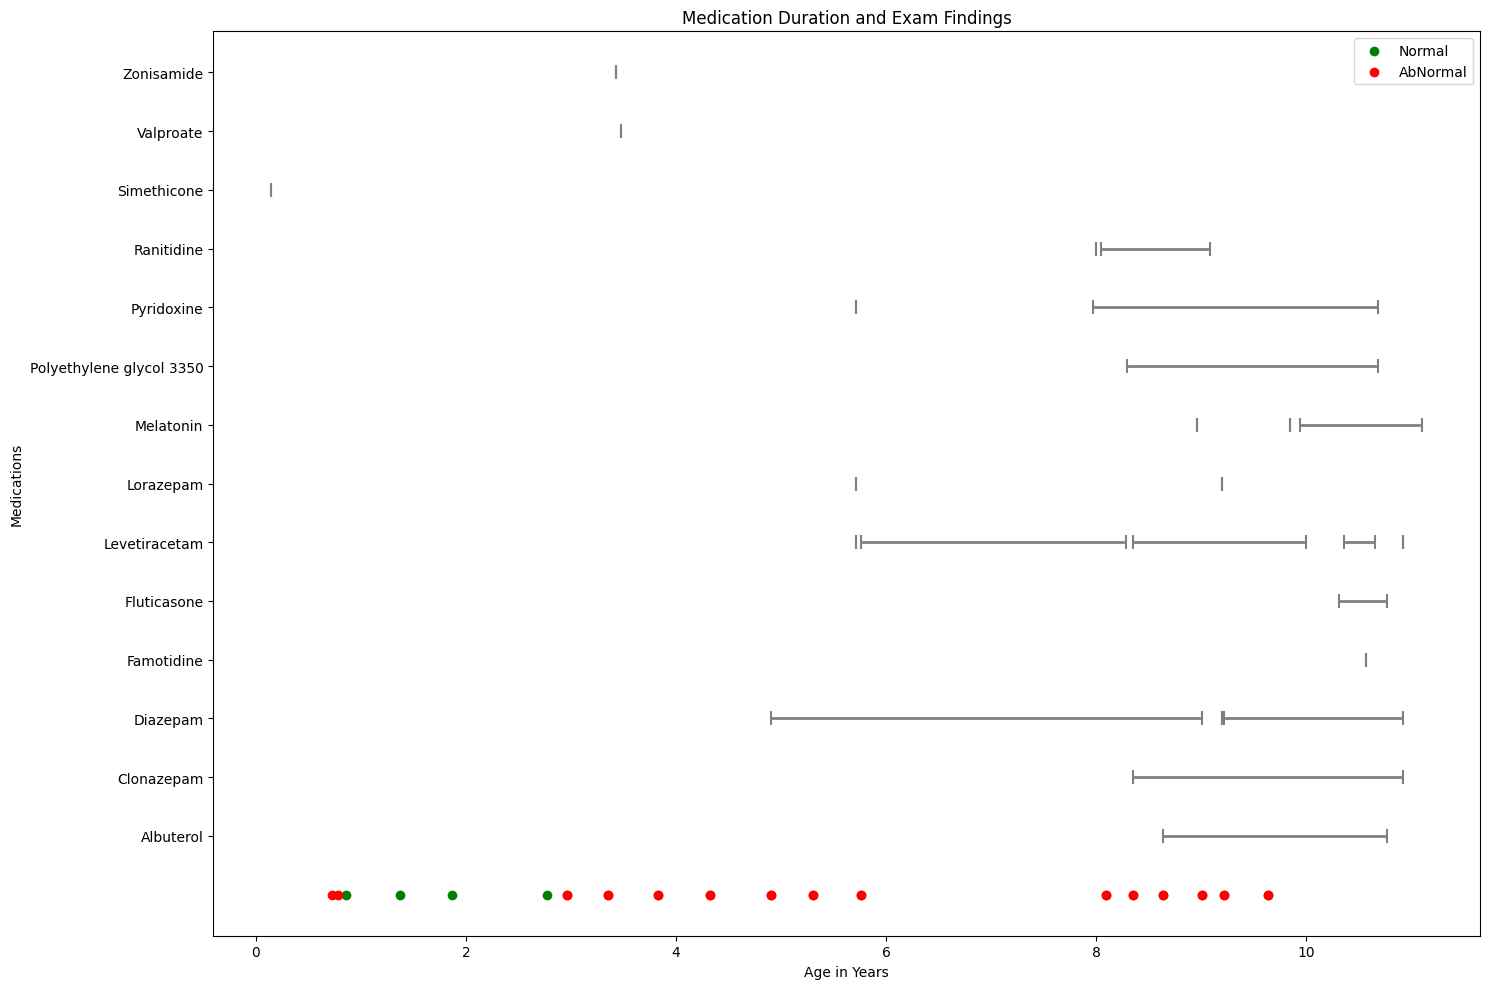 Medication Duration and Exam Findings
Normal
AbNormal
Zonisamide
Valproate
Simethicone
Ranitidine
Pyridoxine
Polyethylene glycol 3350
Melatonin
Lorazepam
Levetiracetam
Fluticasone
Famotidine
Diazepam
Clonazepam
Albuterol
Medications
0 2 4 6 8 10
Age in Years